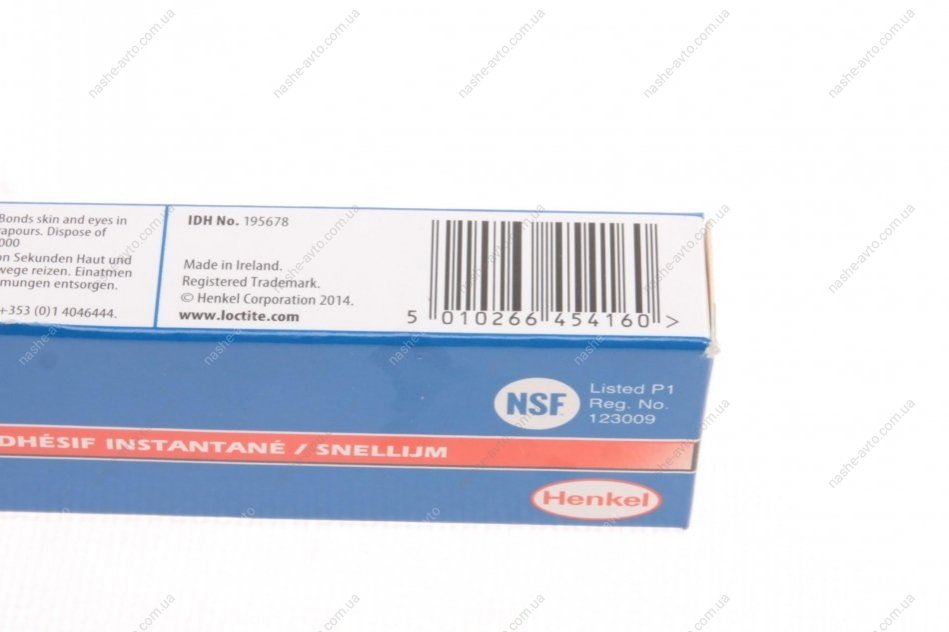 Bonds skin and eyes in
vapours. Dispose of
000
on Sekunden Haut und
wege reizen. Einatmen
mungen entsorgen.
+353 (0)1 4046444.
IDH No. 195678
Made in Ireland.
Registered Trademark.
© Henkel Corporation 2014.
www.loctite.com
5 010266 454160 >
NSF
Listed P1
Reg. No.
123009
DHÉSIF INSTANTANÉ / SNELLIJM
Henkel
nashe-avto.com.ua